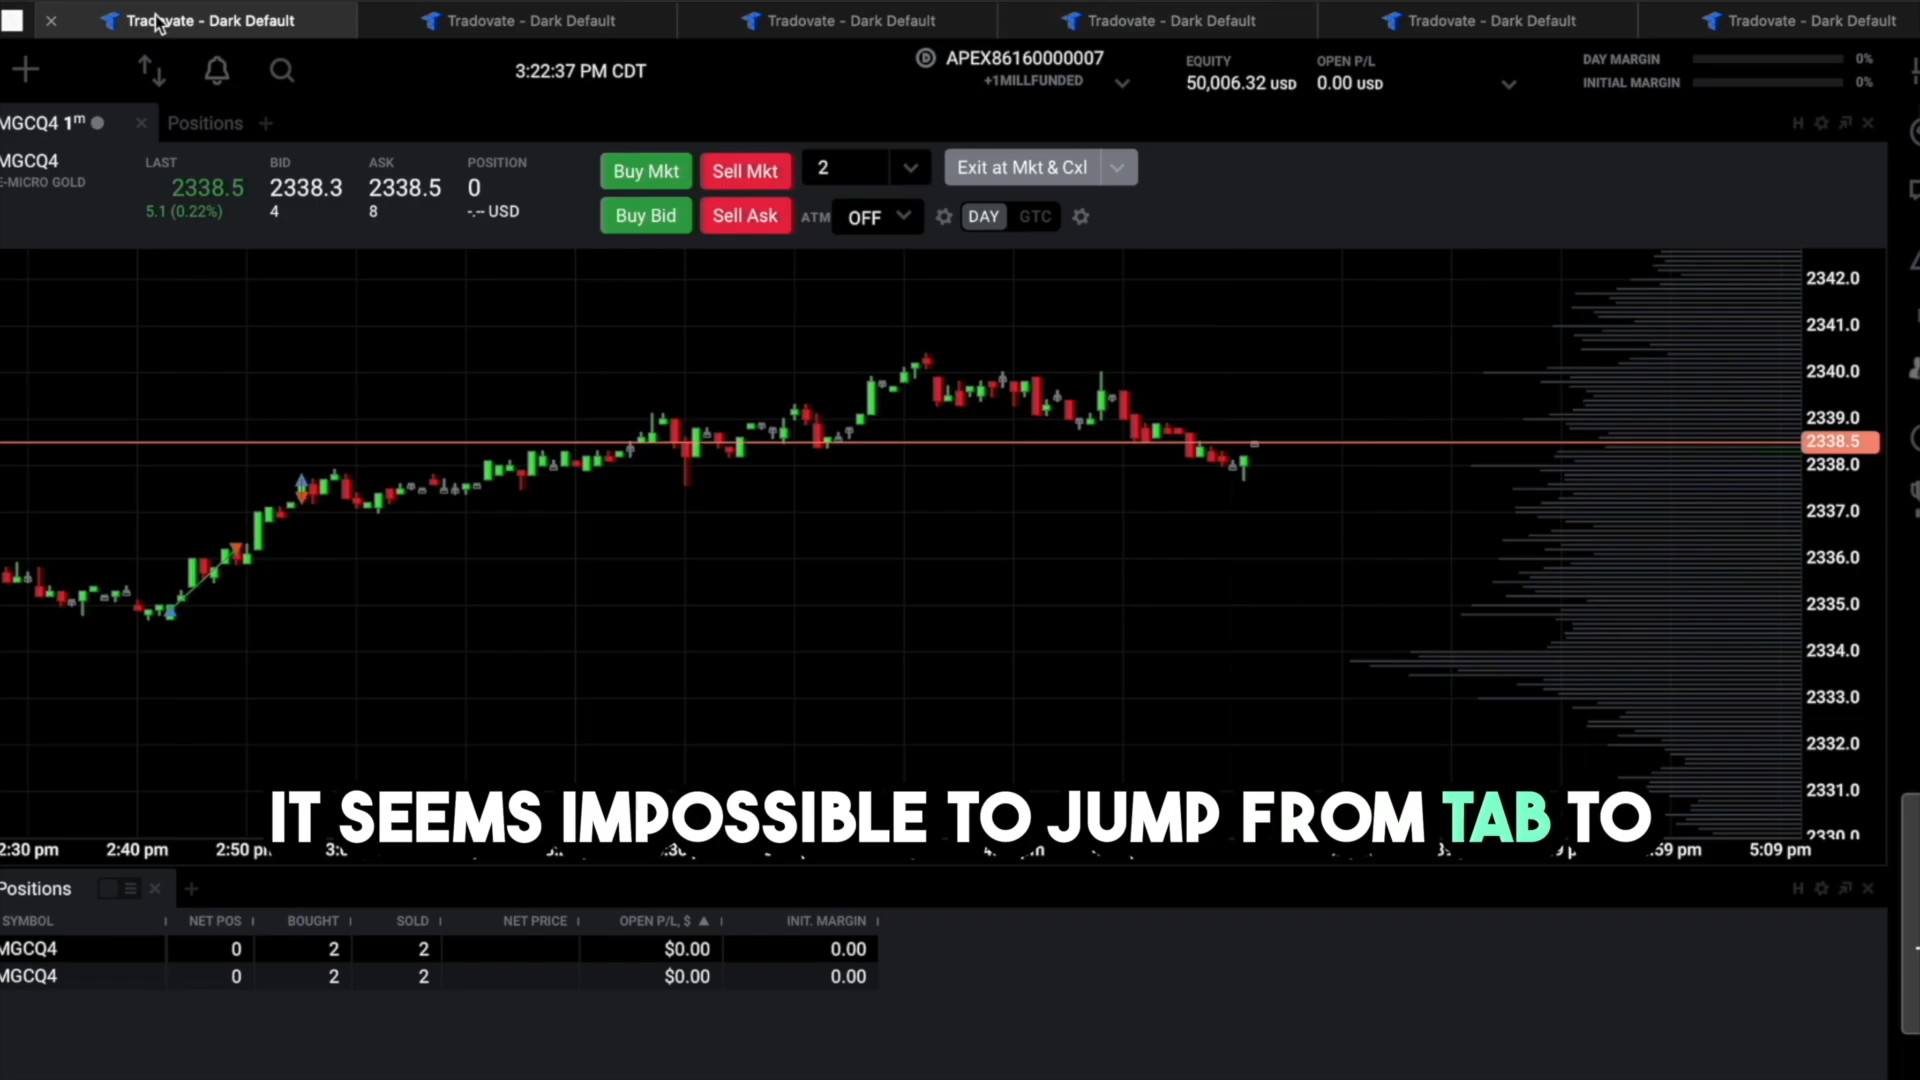 Tradovate - Dark Default
Tradovate - Dark Default
Tradovate - Dark Default
Tradovate - Dark Default
Tradovate - Dark Default
Tradovate - Dark Default
3:22:37 PM CDT
APEX86160000007
+1MILLFUNDED
EQUITY
50,006.32 USD
OPEN P/L
0.00 USD
DAY MARGIN
0%
INITIAL MARGIN
0%
MGCQ4 1m
Positions
H
MGCQ4
E-MICRO GOLD
LAST
2338.5
5.1 (0.22%)
BID
2338.3
4
ASK
2338.5
8
POSITION
0
-.-- USD
Buy Mkt
Sell Mkt
2
Exit at Mkt & Cxl
Buy Bid
Sell Ask
ATM
OFF
DAY
GTC
2342.0
2341.0
2340.0
2339.0
2338.5
2338.0
2337.0
2336.0
2335.0
2334.0
2333.0
2332.0
2331.0
2330.0
IT SEEMS IMPOSSIBLE TO JUMP FROM TAB TO
2:30 pm
2:40 pm
2:50 pm
5:09 pm
Positions
H
SYMBOL NET POS BOUGHT SOLD NET PRICE OPEN P/L, $ INIT. MARGIN
MGCQ4 0 2 2 $0.00 0.00
MGCQ4 0 2 2 $0.00 0.00